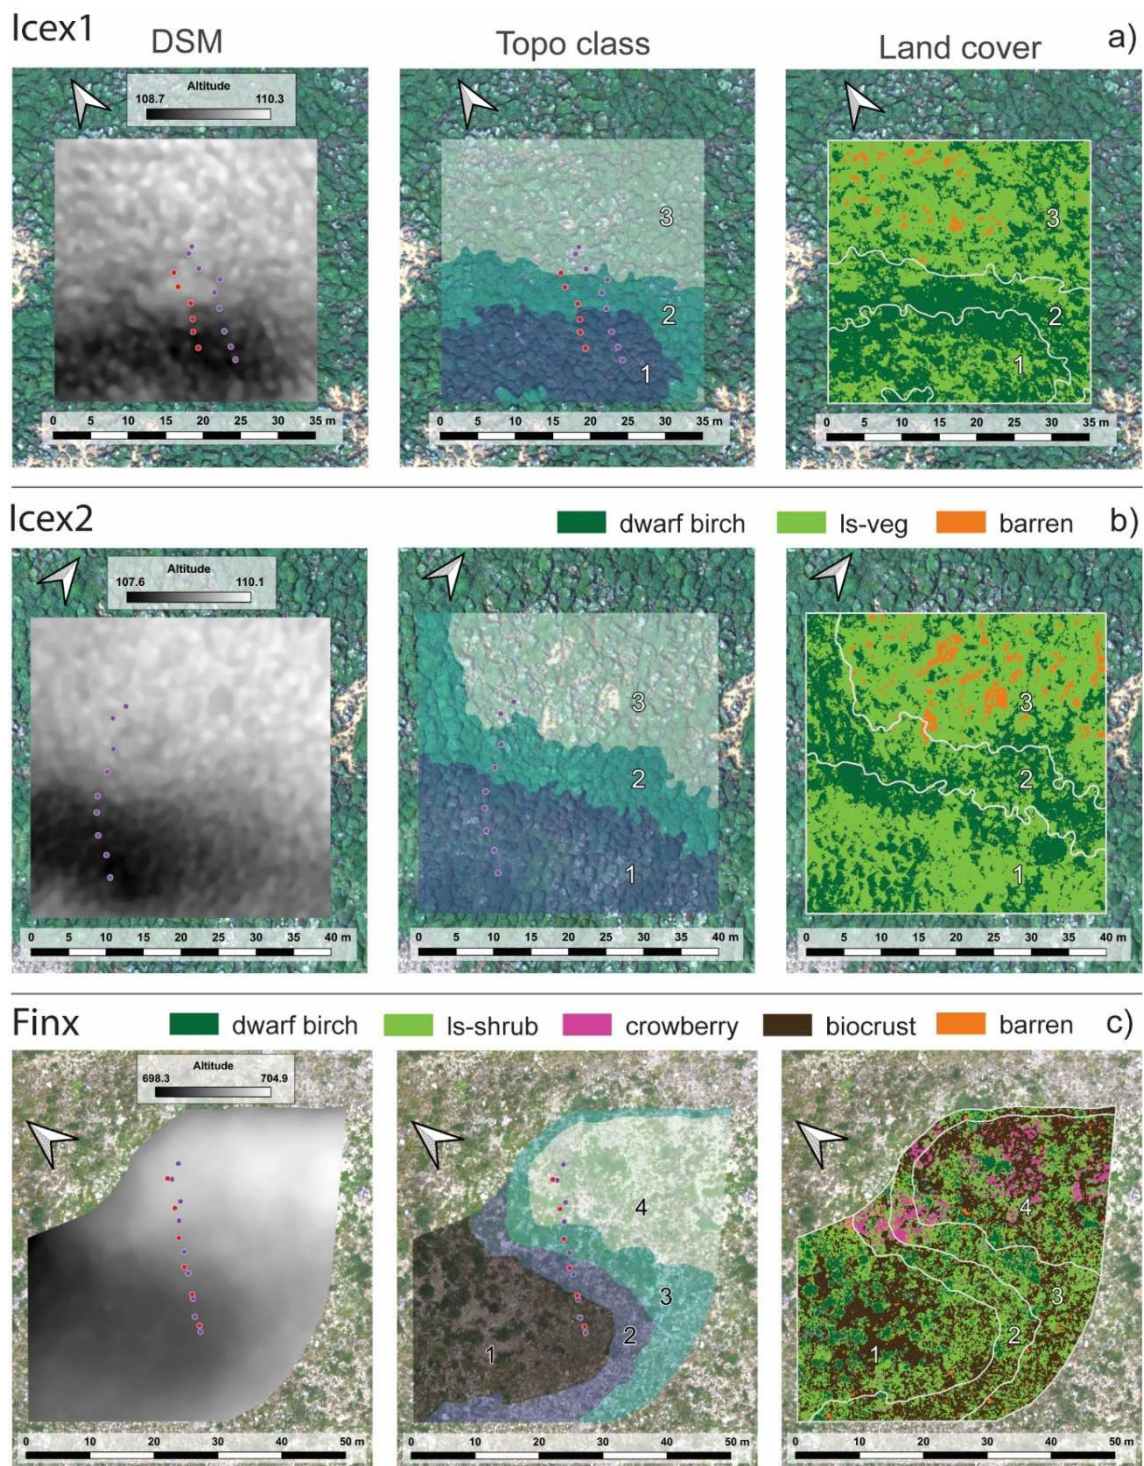 Icex1
DSM
Topo class
Land cover
a)
Altitude
108.7 110.3
3
2
1
3
2
1
0 5 10 15 20 25 30 35 m
0 5 10 15 20 25 30 35 m
0 5 10 15 20 25 30 35 m
Icex2
dwarf birch ls-veg barren b)
Altitude
107.6 110.1
3
2
1
3
2
1
0 5 10 15 20 25 30 40 m
0 5 10 15 20 25 30 40 m
0 5 10 15 20 25 30 40 m
Finx
dwarf birch ls-shrub crowberry biocrust barren c)
Altitude
698.3 704.9
4
3
2
1
4
3
2
1
0 10 20 30 40 50 m
0 10 20 30 40 50 m
0 10 20 30 40 50 m